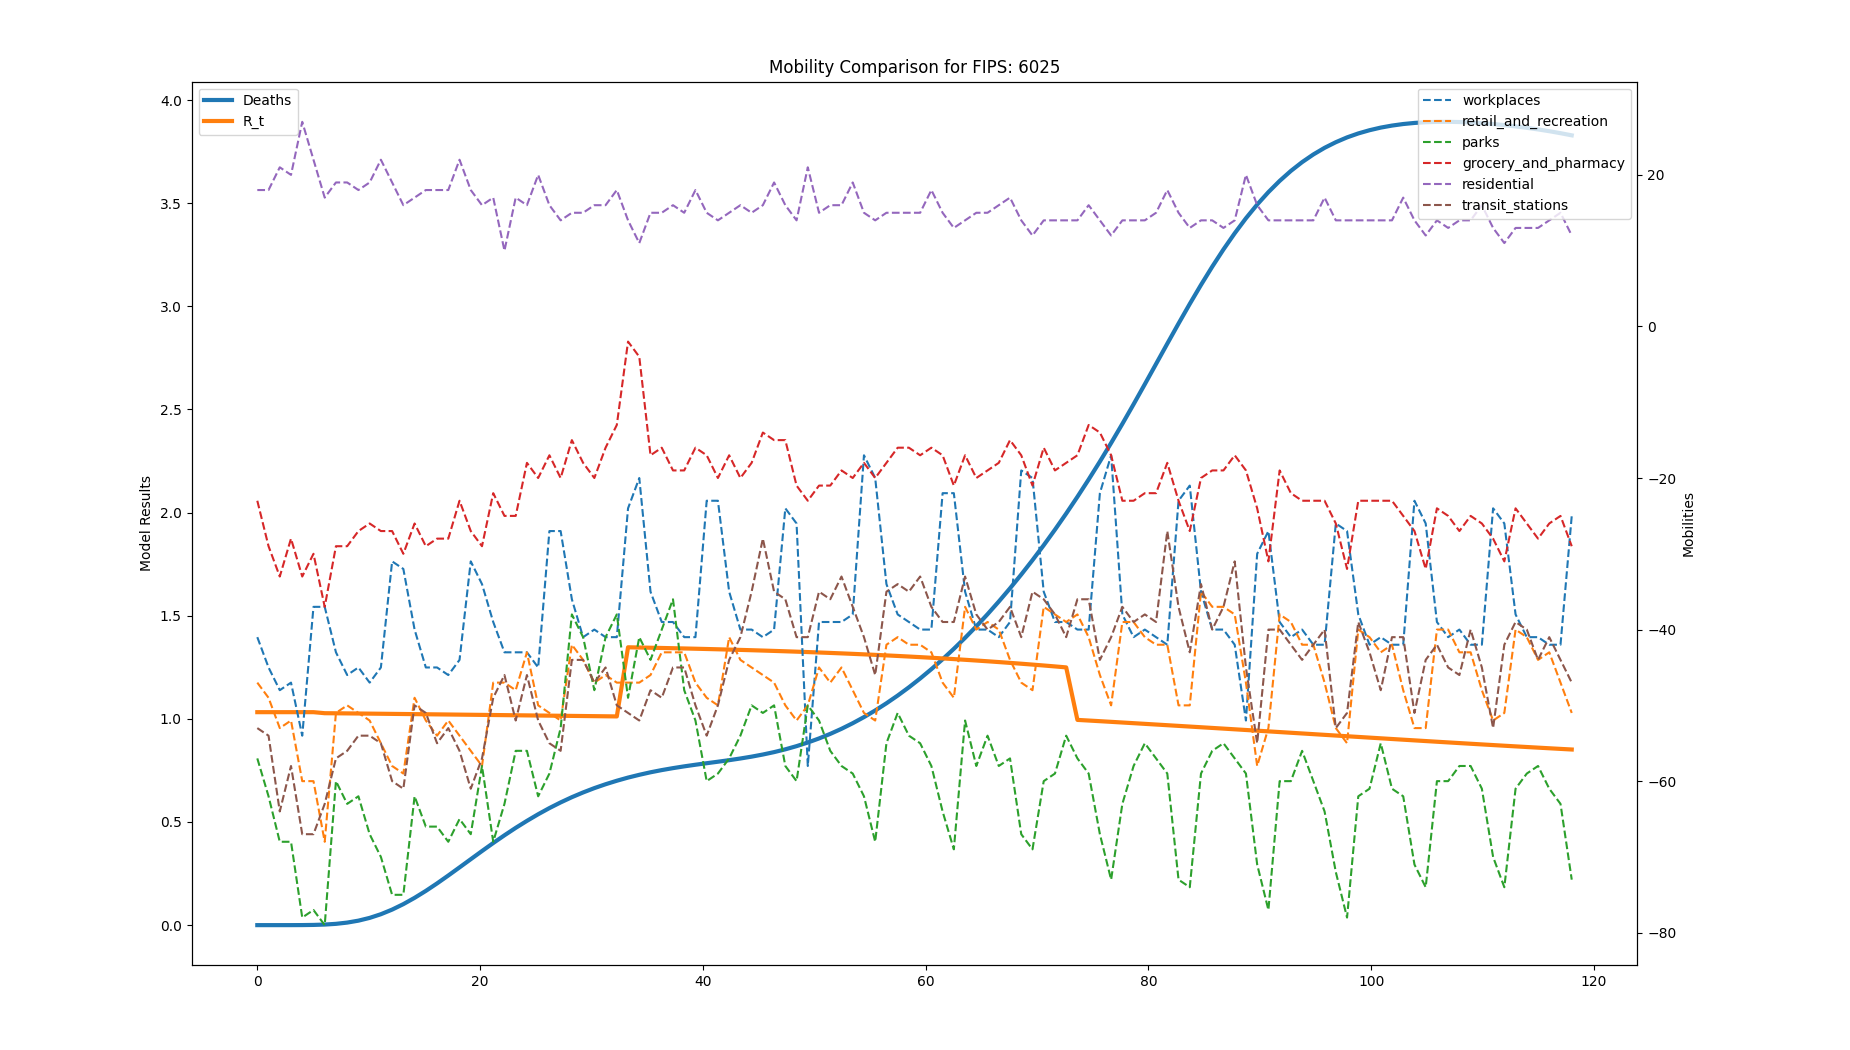 Mobility Comparison for FIPS: 6025
Deaths
R_t
workplaces
retail_and_recreation
parks
grocery_and_pharmacy
residential
transit_stations
4.0
3.5
3.0
2.5
2.0
1.5
1.0
0.5
0.0
Model Results
20
0
−20
−40
−60
−80
Mobilities
0
20
40
60
80
100
120